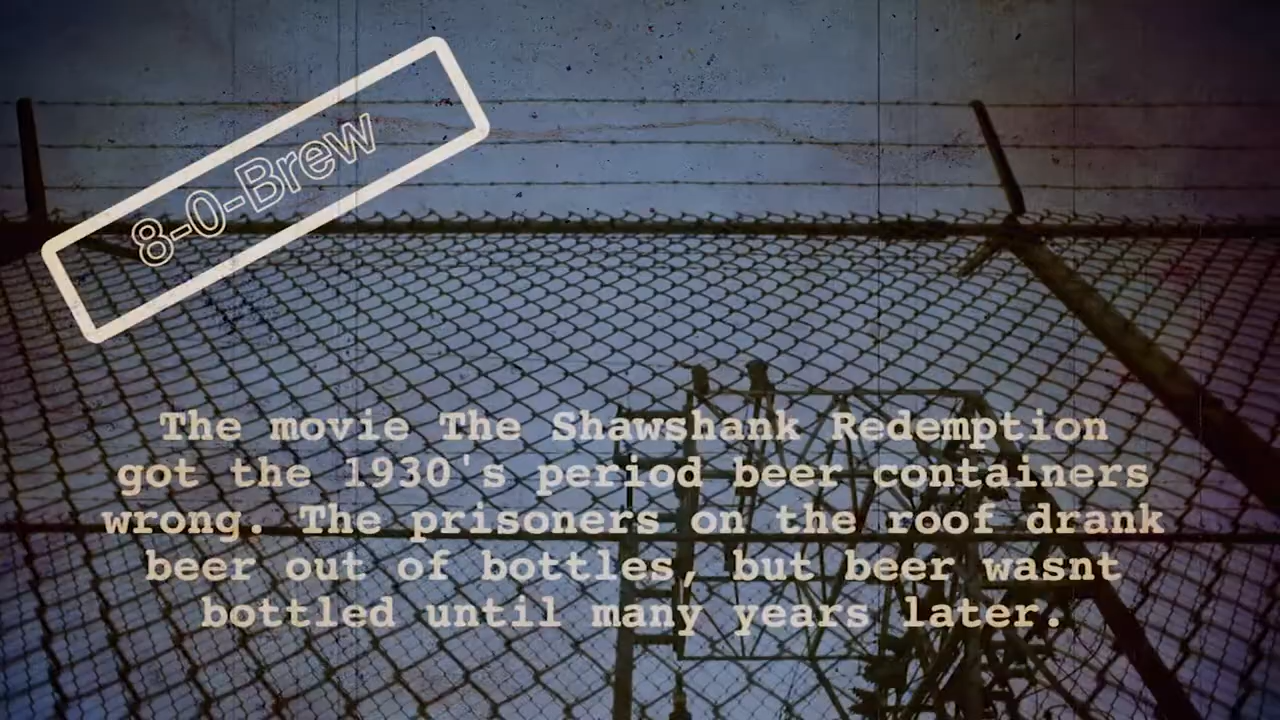 8-0-Brew
The movie The Shawshank Redemption
got the 1930's period beer containers
wrong. The prisoners on the roof drank
beer out of bottles, but beer wasnt
bottled until many years later.